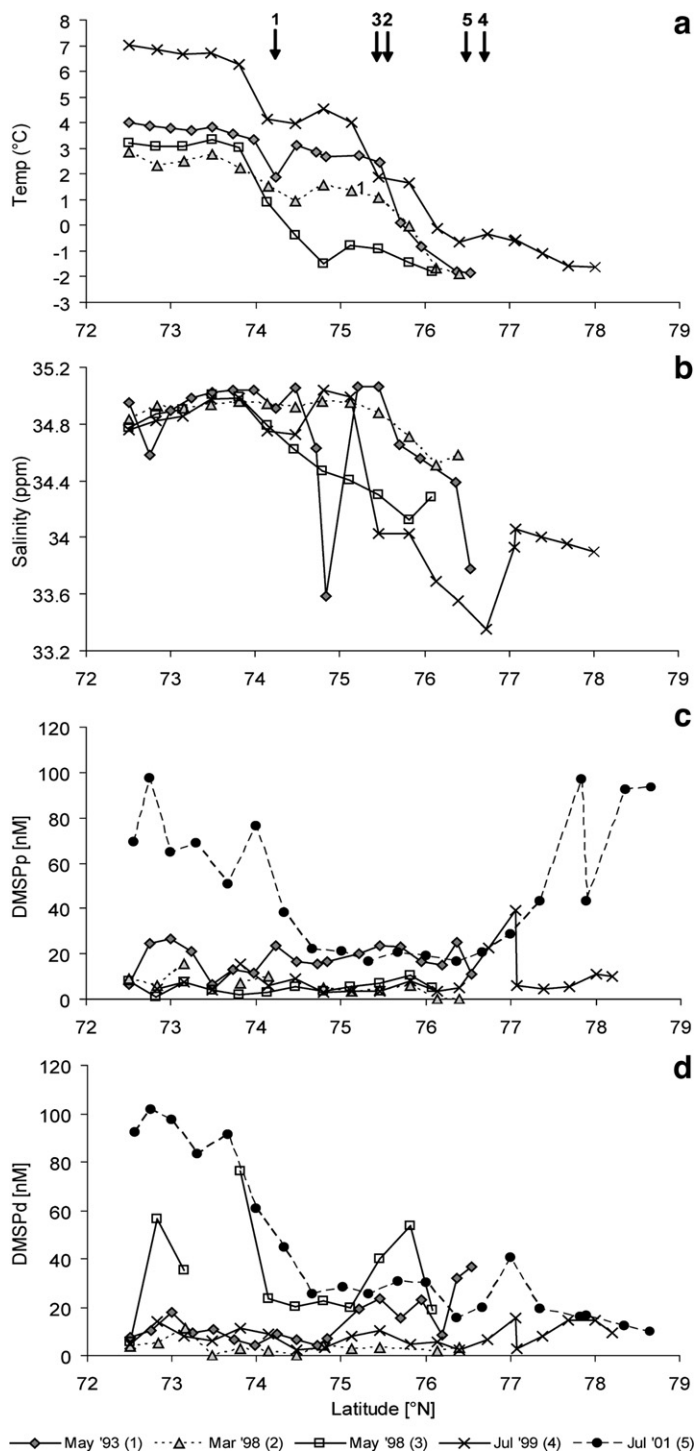 1 3 2 5 4
a
8
7
6
5
4
3
2
1
0
-1
-2
-3
Temp (°C)
1
72 73 74 75 76 77 78 79
b
35.2
34.8
34.4
34
33.6
33.2
Salinity (ppm)
72 73 74 75 76 77 78 79
c
120
100
80
60
40
20
0
DMSPp [nM]
72 73 74 75 76 77 78 79
d
120
100
80
60
40
20
0
DMSPd [nM]
72 73 74 75 76 77 78 79
Latitude [°N]
May '93 (1) Mar '98 (2) May '98 (3) Jul '99 (4) Jul '01 (5)